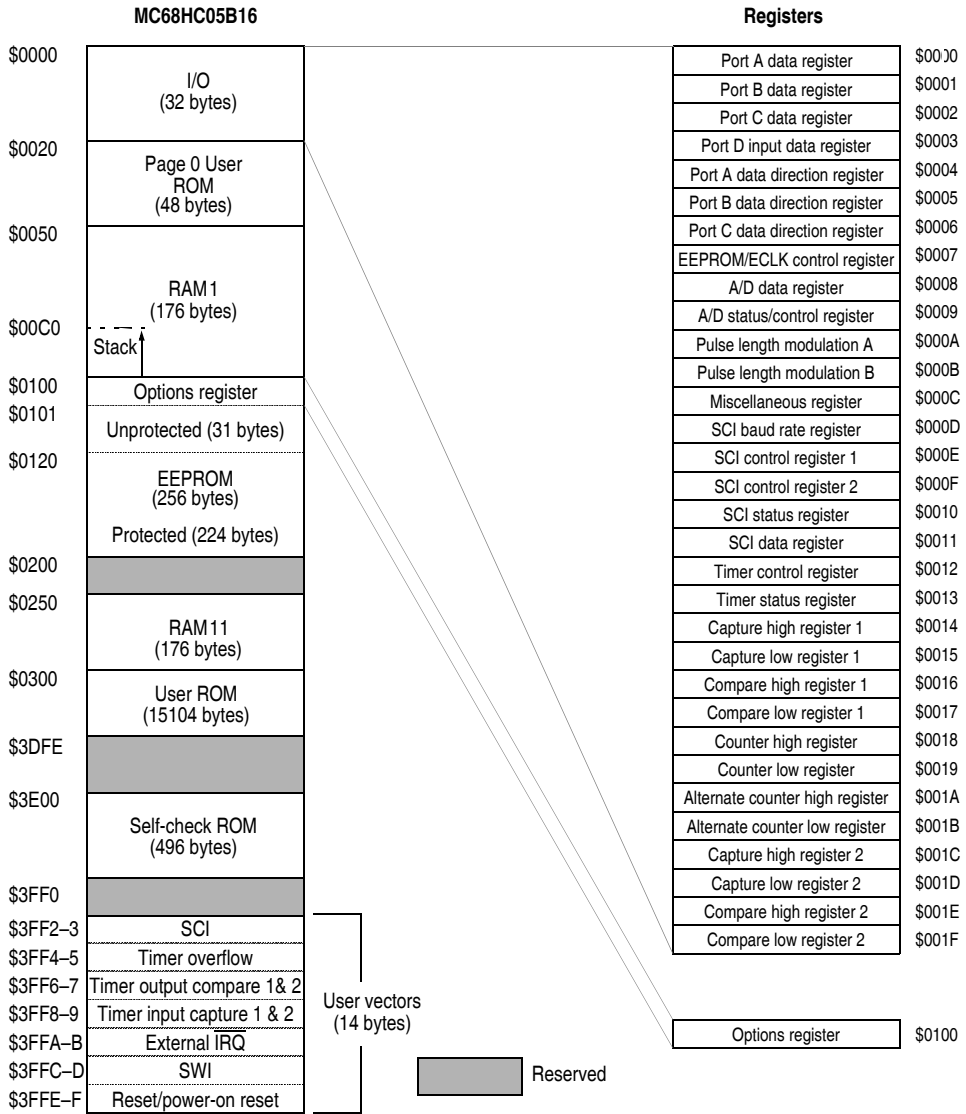 MC68HC05B16
$0000
I/O
(32 bytes)
$0020
Page 0 User
ROM
(48 bytes)
$0050
RAM1
(176 bytes)
$00C0
Stack
$0100
Options register
$0101
Unprotected (31 bytes)
$0120
EEPROM
(256 bytes)
Protected (224 bytes)
$0200
$0250
RAM11
(176 bytes)
$0300
User ROM
(15104 bytes)
$3DFE
$3E00
Self-check ROM
(496 bytes)
$3FF0
$3FF2–3 SCI
$3FF4–5 Timer overflow
$3FF6–7 Timer output compare 1& 2
$3FF8–9 Timer input capture 1 & 2
$3FFA–B External IRQ
$3FFC–D SWI
$3FFE–F Reset/power-on reset
User vectors
(14 bytes)
Reserved
Registers
Port A data register $0000
Port B data register $0001
Port C data register $0002
Port D input data register $0003
Port A data direction register $0004
Port B data direction register $0005
Port C data direction register $0006
EEPROM/ECLK control register $0007
A/D data register $0008
A/D status/control register $0009
Pulse length modulation A $000A
Pulse length modulation B $000B
Miscellaneous register $000C
SCI baud rate register $000D
SCI control register 1 $000E
SCI control register 2 $000F
SCI status register $0010
SCI data register $0011
Timer control register $0012
Timer status register $0013
Capture high register 1 $0014
Capture low register 1 $0015
Compare high register 1 $0016
Compare low register 1 $0017
Counter high register $0018
Counter low register $0019
Alternate counter high register $001A
Alternate counter low register $001B
Capture high register 2 $001C
Capture low register 2 $001D
Compare high register 2 $001E
Compare low register 2 $001F
Options register $0100